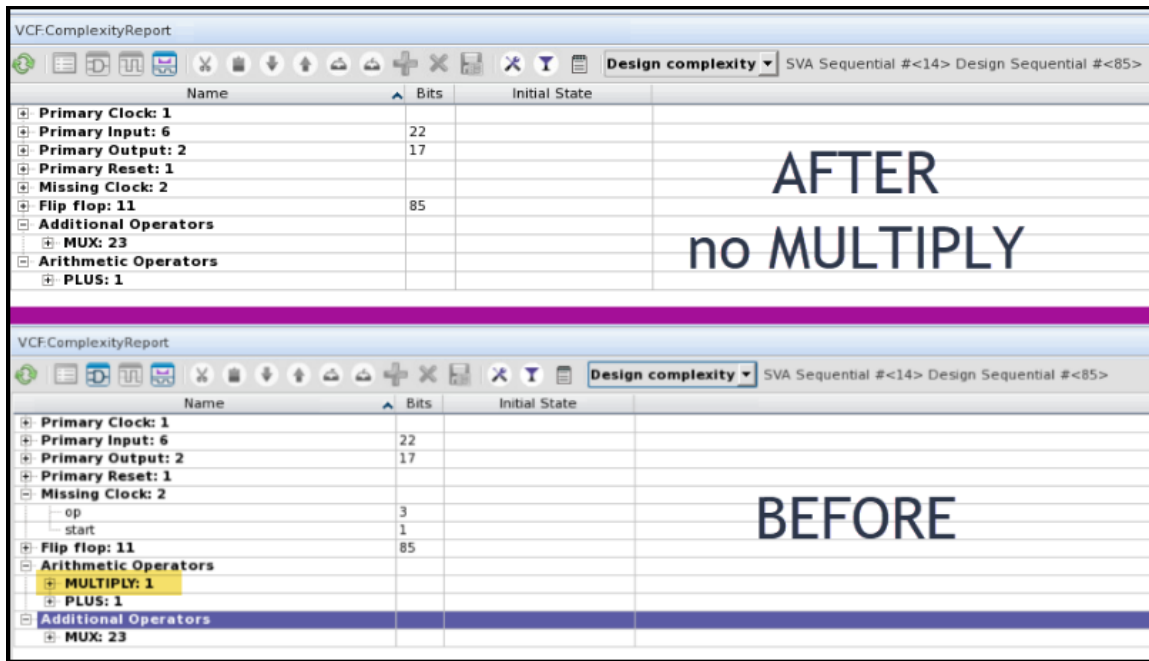 VCF:ComplexityReport
Design complexity SVA Sequential #<14> Design Sequential #<85>
Name Bits Initial State
Primary Clock: 1
Primary Input: 6 22
Primary Output: 2 17
Primary Reset: 1
Missing Clock: 2
Flip flop: 11 85
Additional Operators
MUX: 23
Arithmetic Operators
PLUS: 1
AFTER
no MULTIPLY
VCF:ComplexityReport
Design complexity SVA Sequential #<14> Design Sequential #<85>
Name Bits Initial State
Primary Clock: 1
Primary Input: 6 22
Primary Output: 2 17
Primary Reset: 1
Missing Clock: 2
op 3
start 1
Flip flop: 11 85
Arithmetic Operators
MULTIPLY: 1
PLUS: 1
Additional Operators
MUX: 23
BEFORE